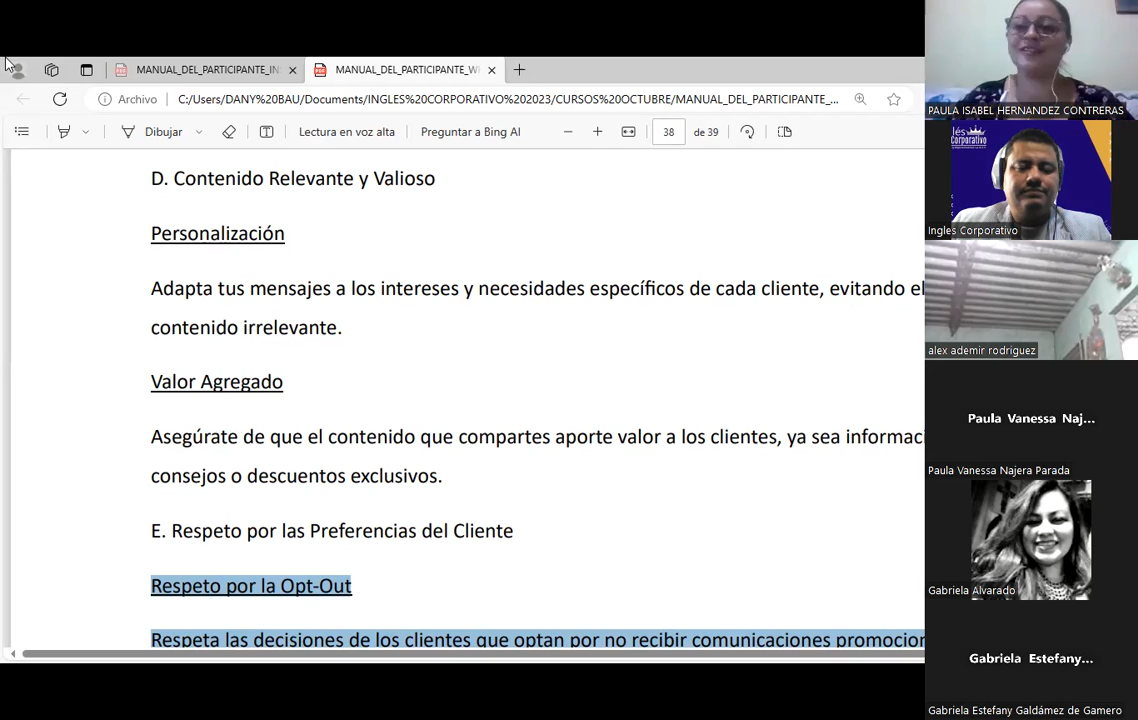 MANUAL_DEL_PARTICIPANTE_IN
MANUAL_DEL_PARTICIPANTE_W
Archivo
C:/Users/DANY%20BAU/Documents/INGLES%20CORPORATIVO%202023/CURSOS%20OCTUBRE/MANUAL_DEL_PARTICIPANTE_...
Dibujar
Lectura en voz alta
Preguntar a Bing AI
38
de 39
D. Contenido Relevante y Valioso
Personalización
Adapta tus mensajes a los intereses y necesidades específicos de cada cliente, evitando el
contenido irrelevante.
Valor Agregado
Asegúrate de que el contenido que compartes aporte valor a los clientes, ya sea informaci
consejos o descuentos exclusivos.
E. Respeto por las Preferencias del Cliente
Respeto por la Opt-Out
Respeta las decisiones de los clientes que optan por no recibir comunicaciones promocion
PAULA ISABEL HERNANDEZ CONTRERAS
lés
Corporativo
Ingles Corporativo
alex ademir rodriguez
Paula Vanessa Naj...
Paula Vanessa Najera Parada
Gabriela Alvarado
Gabriela Estefany...
Gabriela Estefany Galdámez de Gamero